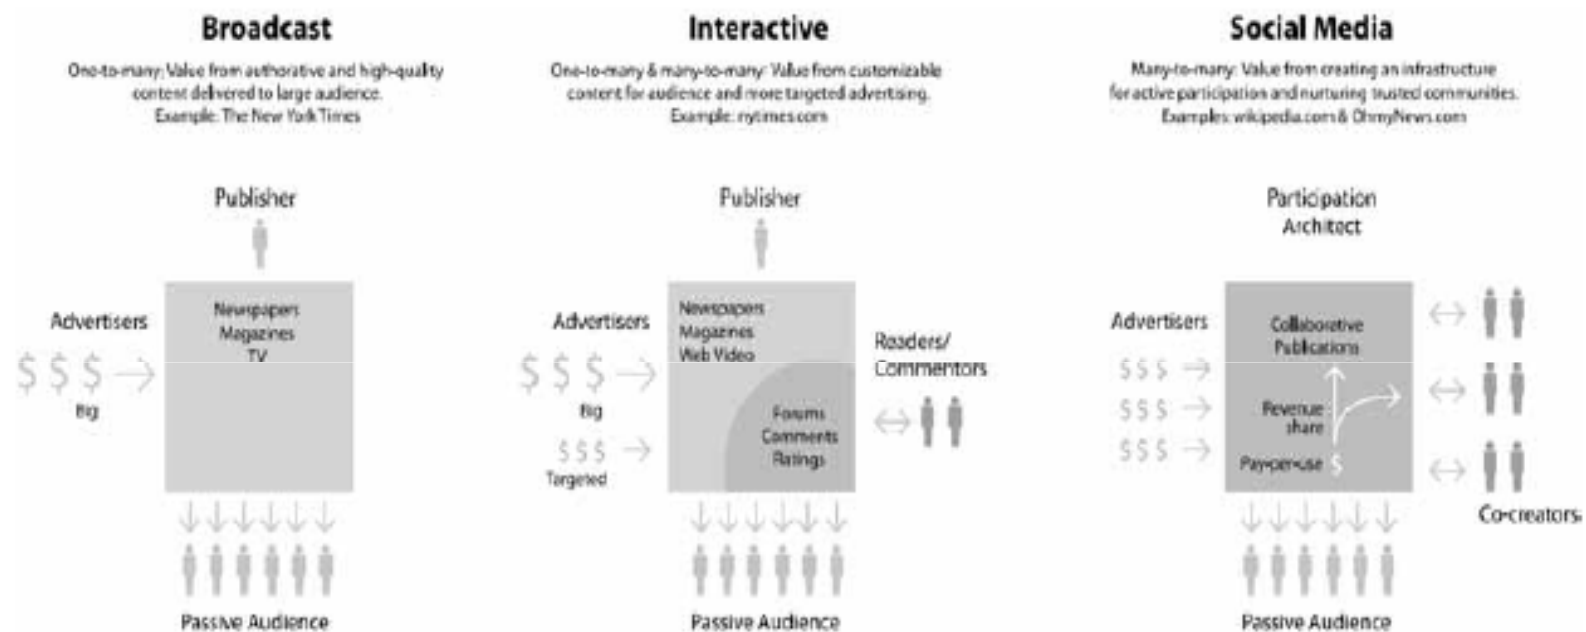 Broadcast
One-to-many: Value from authorative and high-quality
content delivered to large audience.
Example: The New York Times
Publisher
Advertisers
$ $ $
Big
Newspapers
Magazines
TV
Passive Audience
Interactive
One-to-many & many-to-many: Value from customizable
content for audience and more targeted advertising.
Example: nytimes.com
Publisher
Advertisers
$ $ $
Big
$ $ $
Targeted
Newspapers
Magazines
Web Video
Forums
Comments
Ratings
Readers/
Commentors
Passive Audience
Social Media
Many-to-many: Value from creating an infrastructure
for active participation and nurturing trusted communities.
Examples: wikipedia.com & OhmyNews.com
Participation
Architect
Advertisers
$ $ $
$ $ $
$ $ $
Collaborative
Publications
Revenue
share
Pay-per-use $
Co-creators
Passive Audience